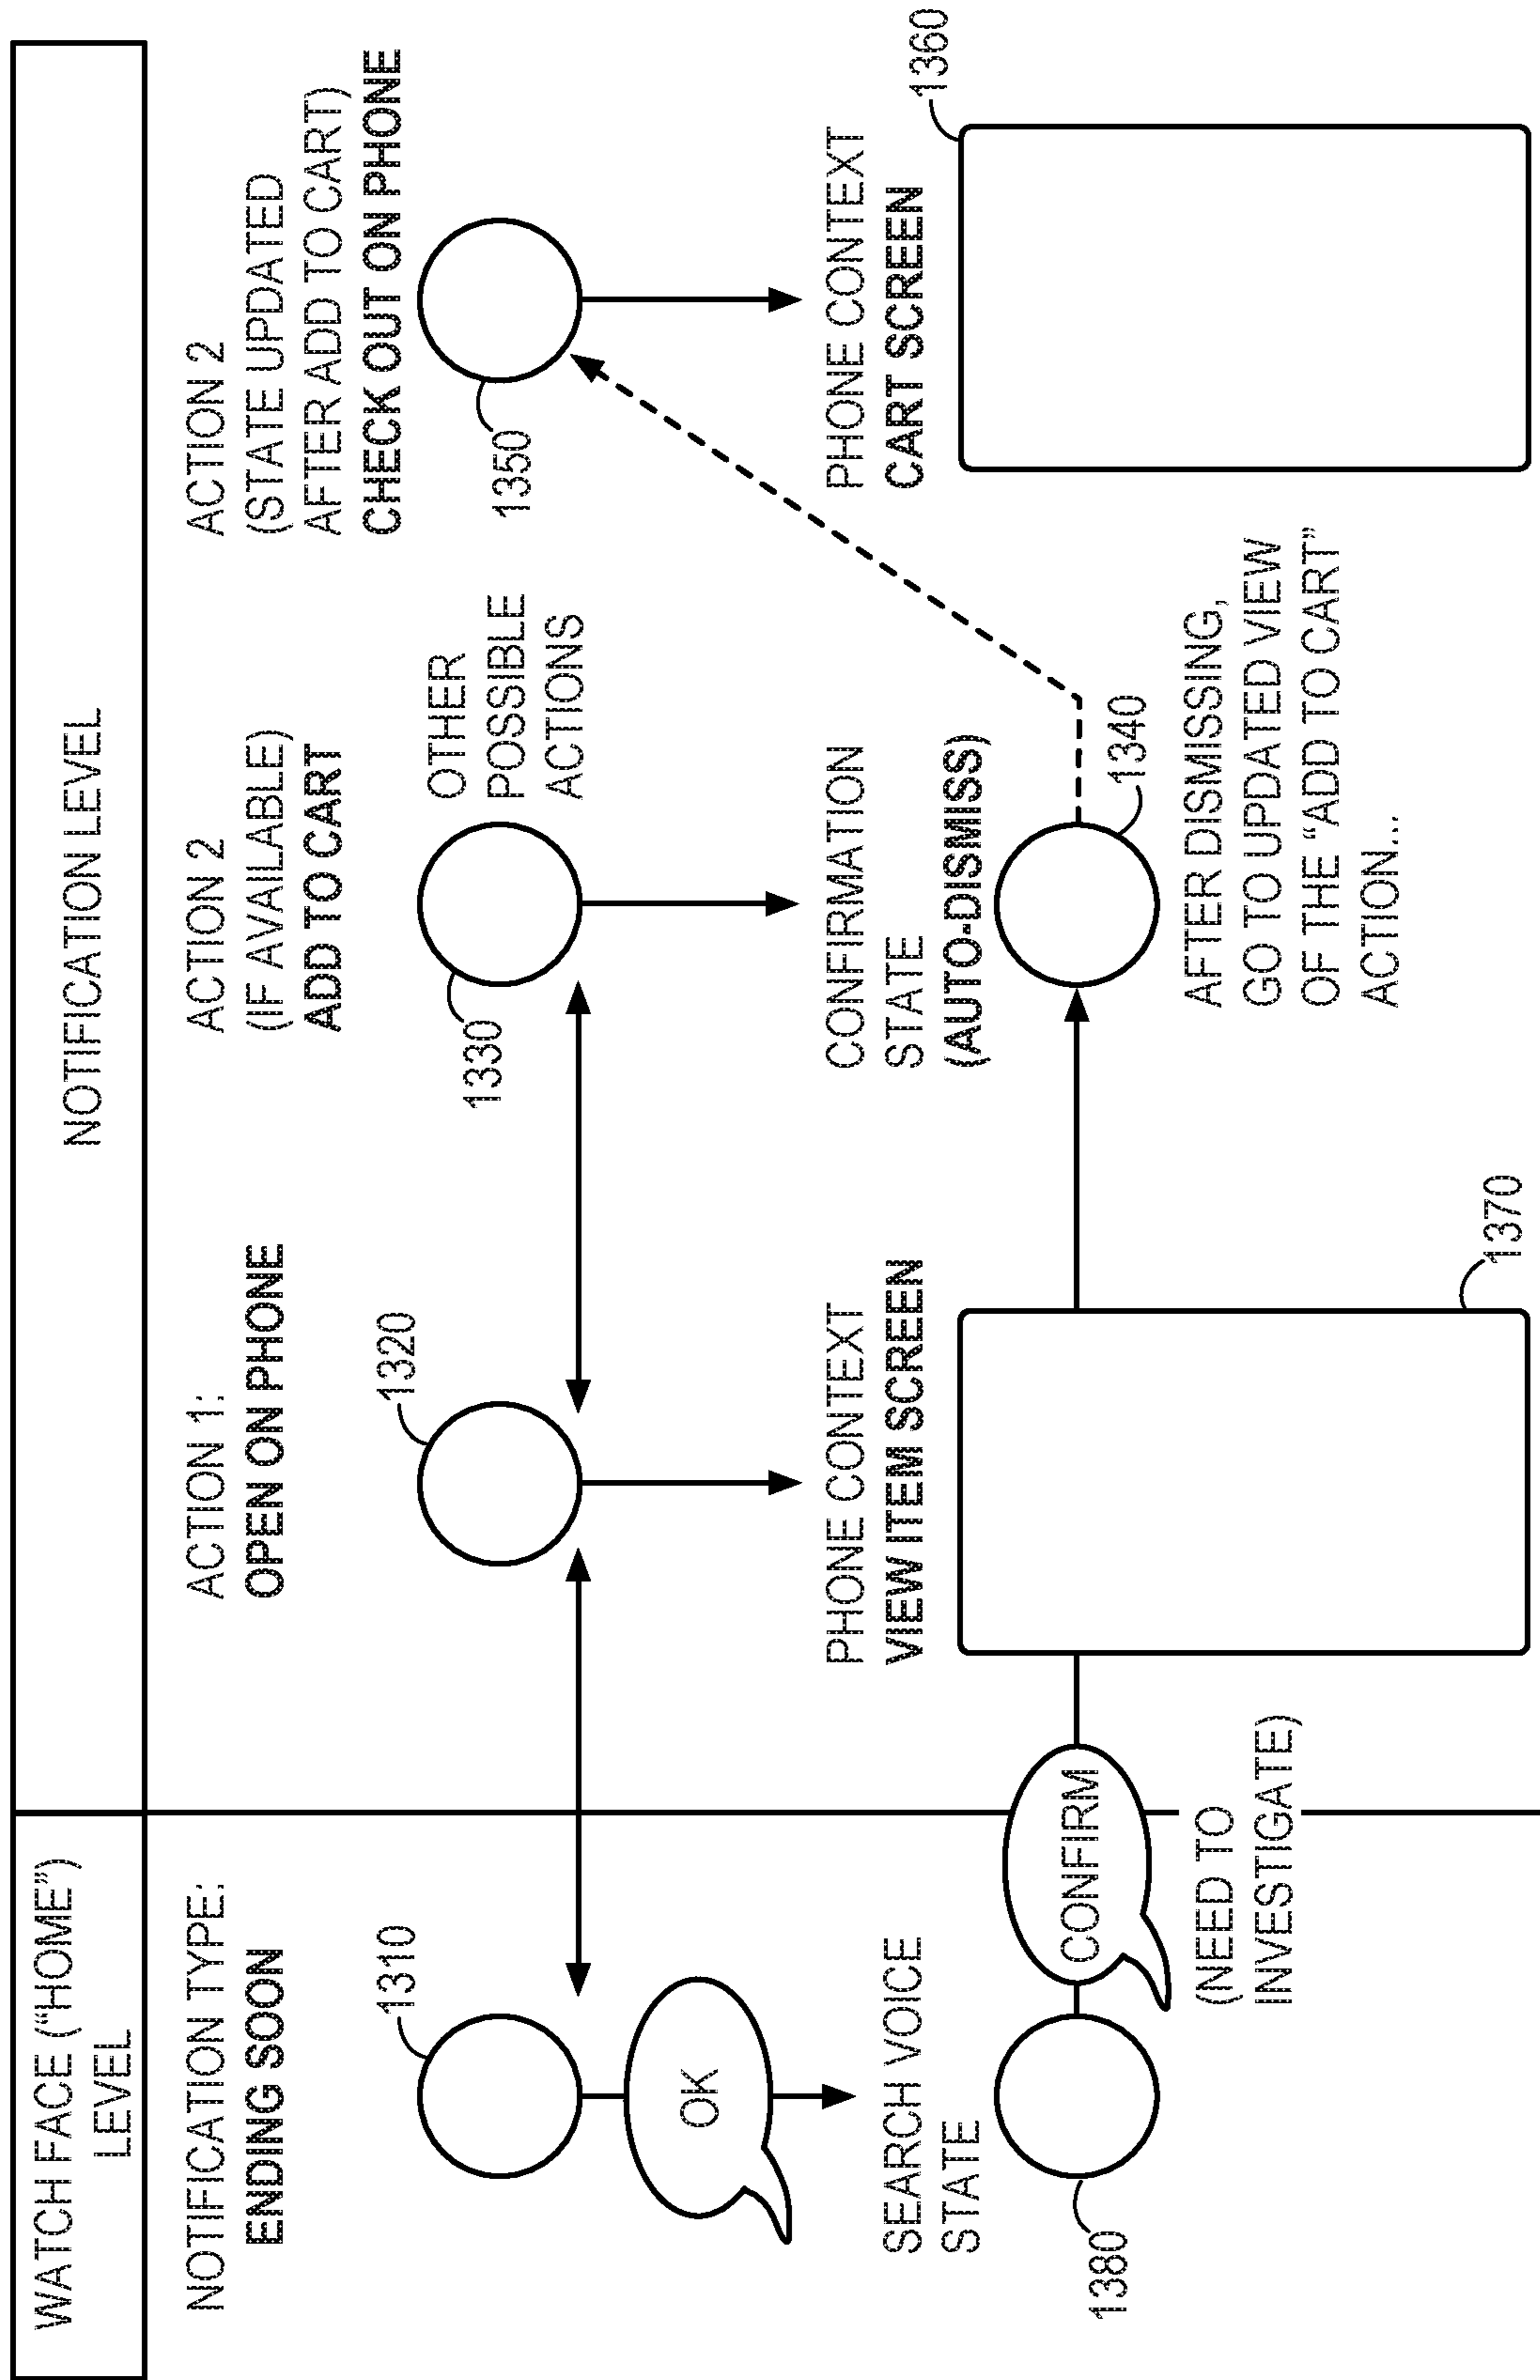 WATCH FACE (“HOME”)
LEVEL
NOTIFICATION LEVEL
NOTIFICATION TYPE:
ENDING SOON
1310
OK
SEARCH VOICE
STATE
1380
CONFIRM
(NEED TO
INVESTIGATE)
ACTION 1:
OPEN ON PHONE
1320
PHONE CONTEXT
VIEW ITEM SCREEN
1370
ACTION 2
(IF AVAILABLE)
ADD TO CART
1330
OTHER
POSSIBLE
ACTIONS
CONFIRMATION
STATE
(AUTO-DISMISS)
1340
AFTER DISMISSING,
GO TO UPDATED VIEW
OF THE “ADD TO CART”
ACTION...
ACTION 2
(STATE UPDATED
AFTER ADD TO CART)
CHECK OUT ON PHONE
1350
PHONE CONTEXT
CART SCREEN
1360